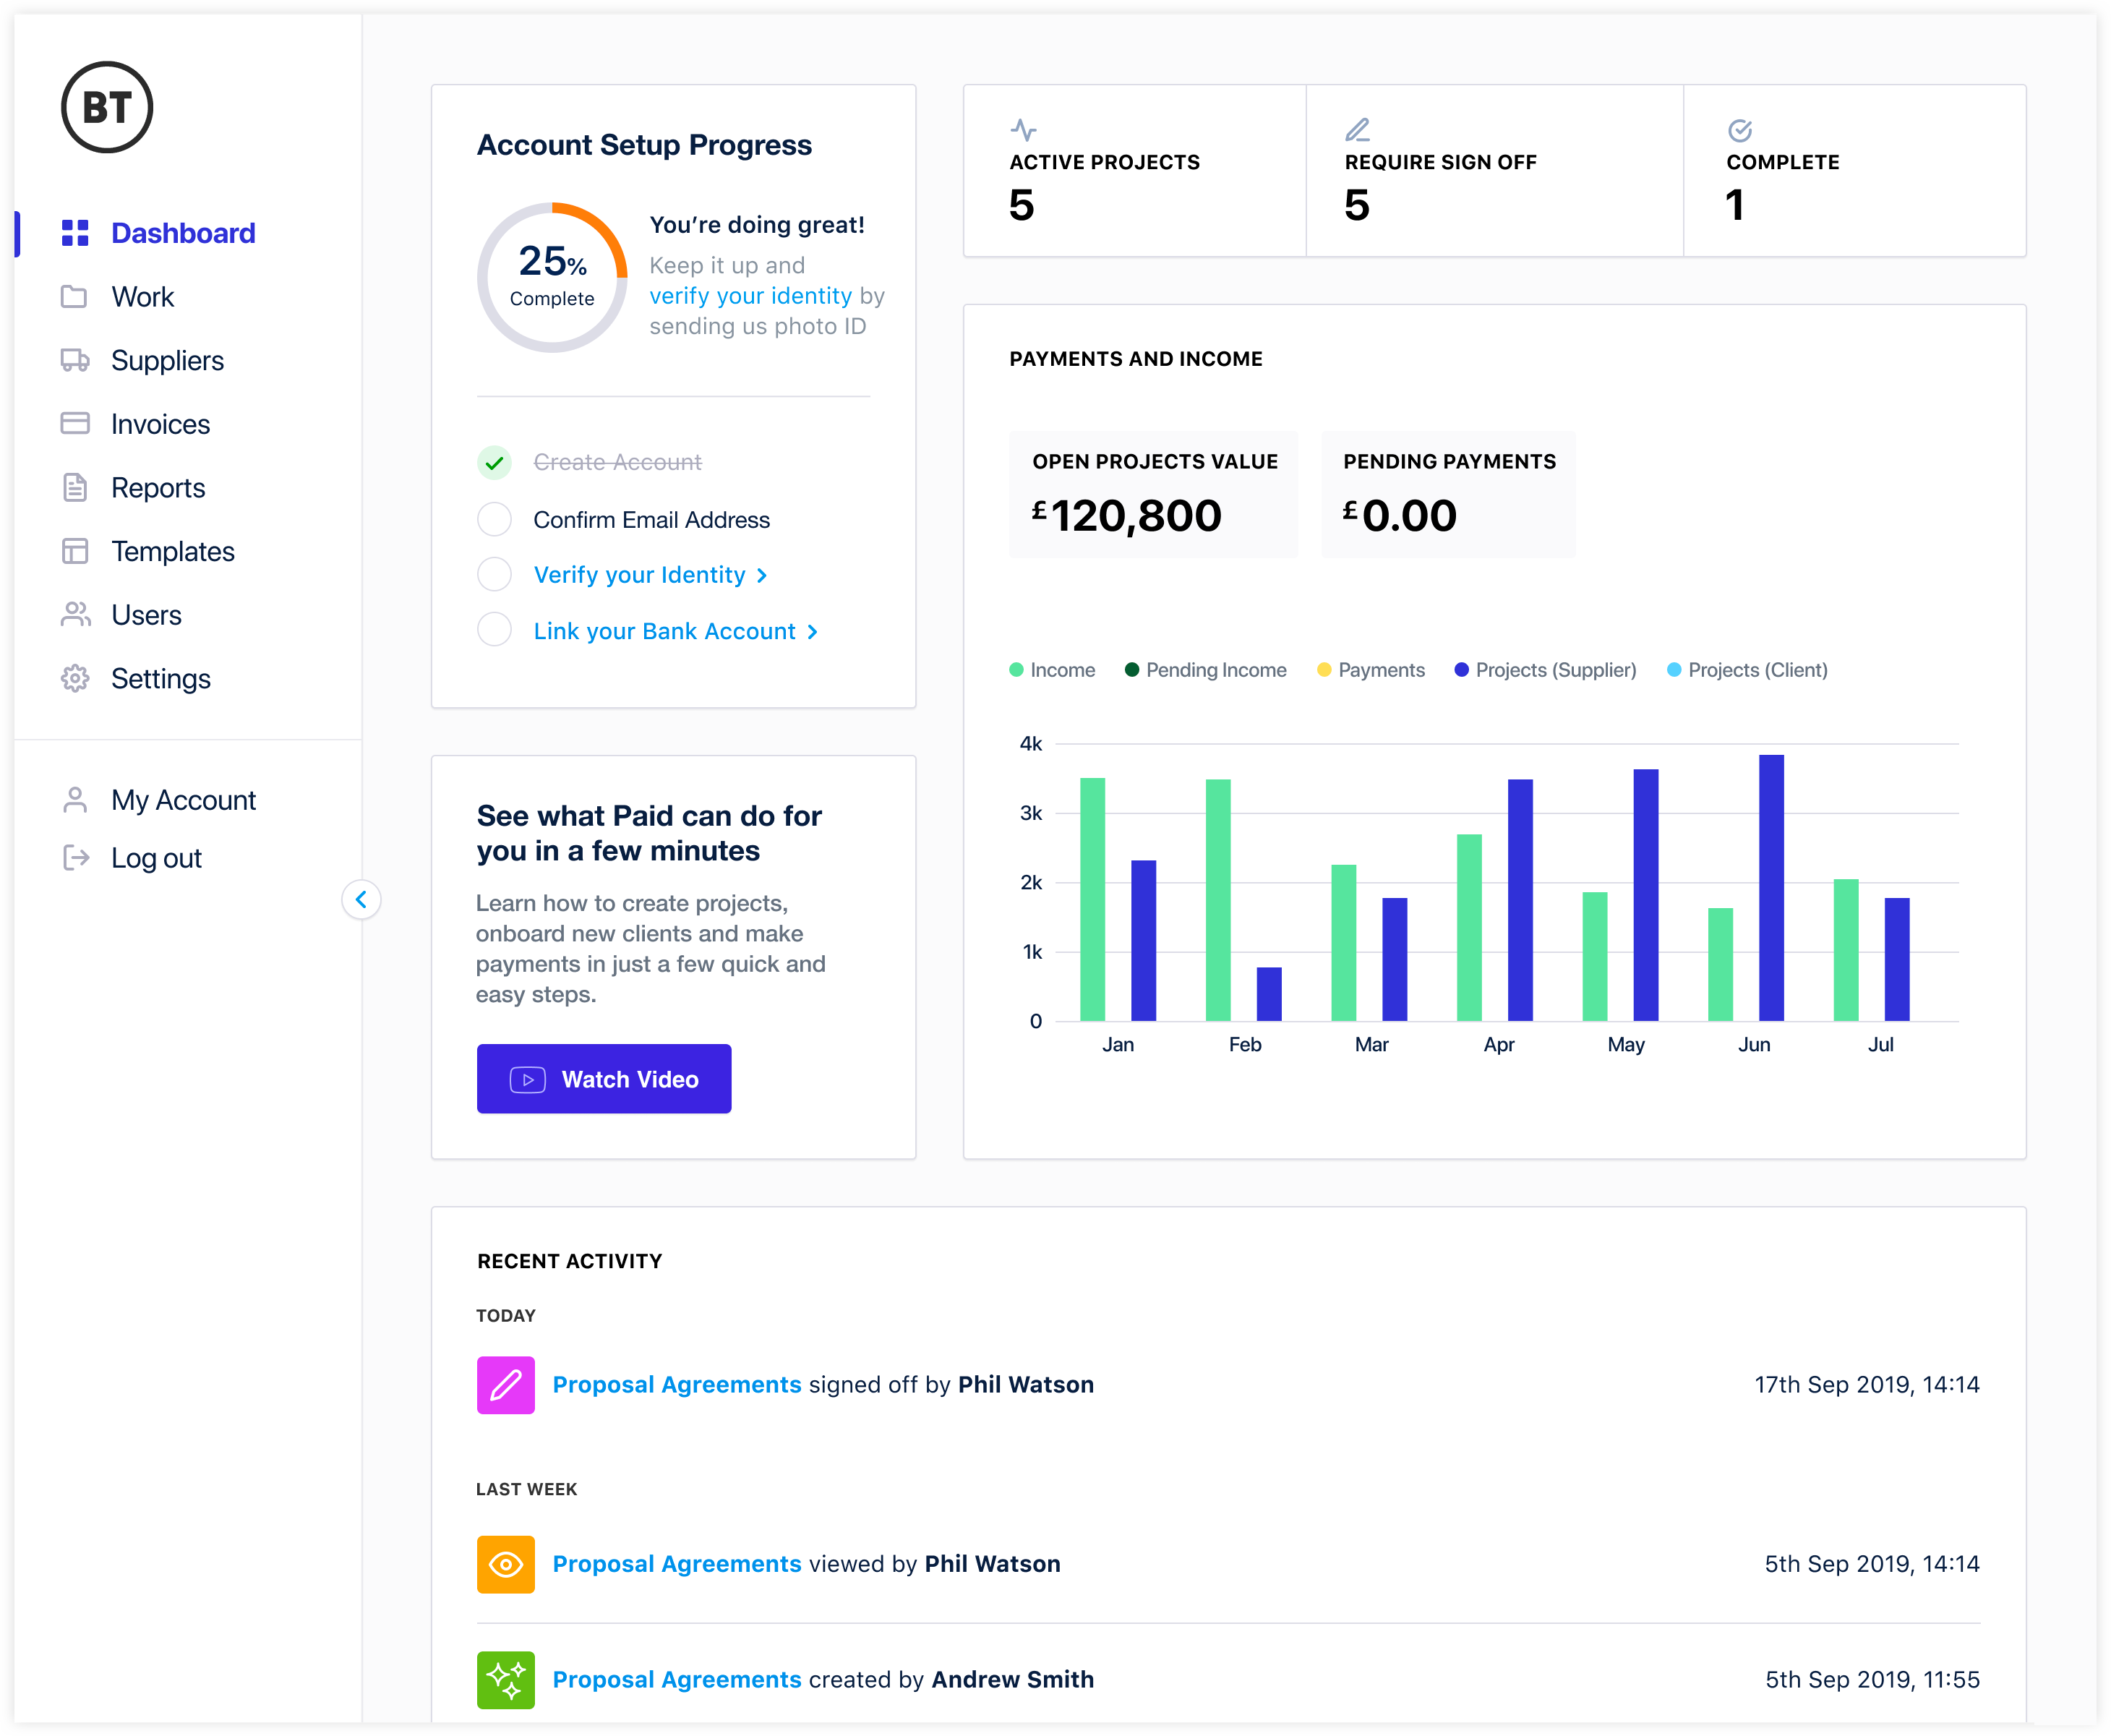 BT
Dashboard
Work
Suppliers
Invoices
Reports
Templates
Users
Settings
My Account
Log out
Account Setup Progress
25%
Complete
You’re doing great!
Keep it up and
verify your identity by
sending us photo ID
Create Account
Confirm Email Address
Verify your Identity
Link your Bank Account
See what Paid can do for
you in a few minutes
Learn how to create projects,
onboard new clients and make
payments in just a few quick and
easy steps.
Watch Video
ACTIVE PROJECTS
5
REQUIRE SIGN OFF
5
COMPLETE
1
PAYMENTS AND INCOME
OPEN PROJECTS VALUE
£120,800
PENDING PAYMENTS
£0.00
Income Pending Income Payments Projects (Supplier) Projects (Client)
4k
3k
2k
1k
0
Jan Feb Mar Apr May Jun Jul
RECENT ACTIVITY
TODAY
Proposal Agreements signed off by Phil Watson 17th Sep 2019, 14:14
LAST WEEK
Proposal Agreements viewed by Phil Watson 5th Sep 2019, 14:14
Proposal Agreements created by Andrew Smith 5th Sep 2019, 11:55